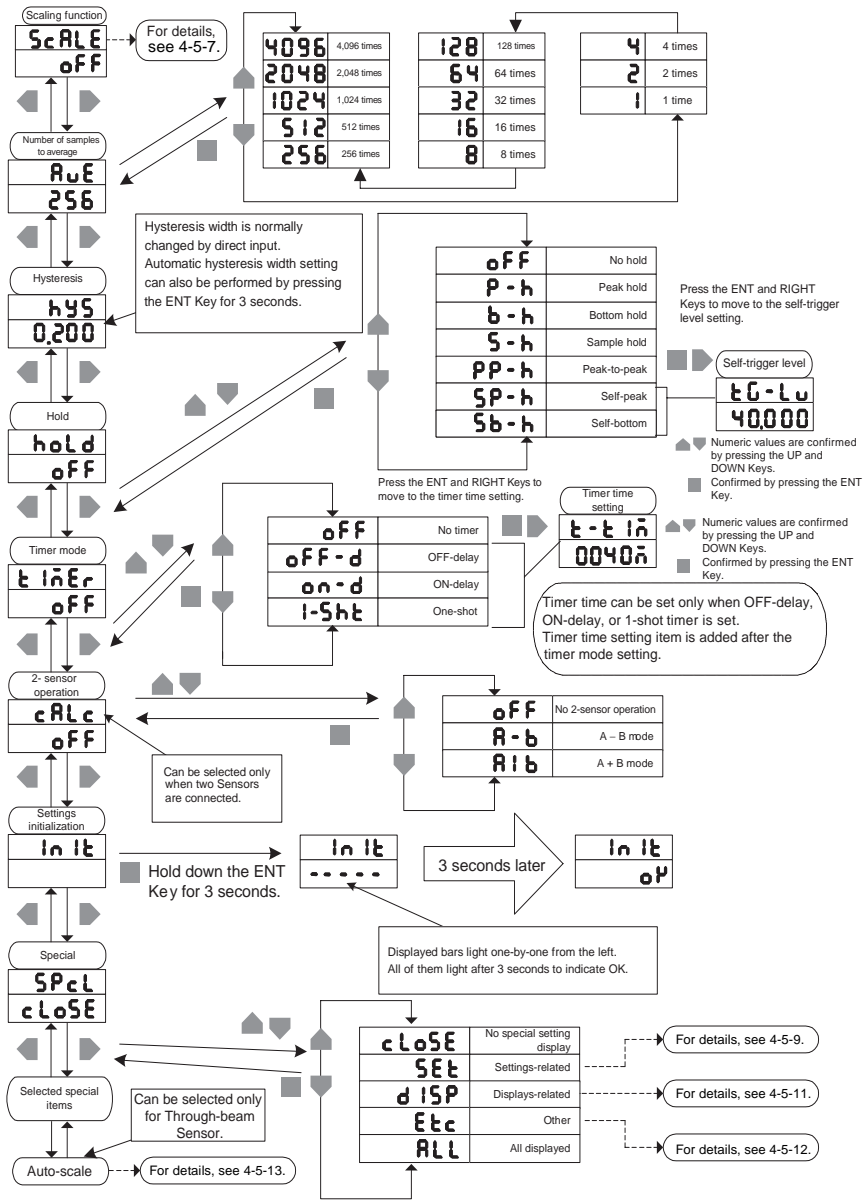 Scaling function
ScALE
oFF
For details,
see 4-5-7.
4096 4,096 times
2048 2,048 times
1024 1,024 times
512 512 times
256 256 times
128 128 times
64 64 times
32 32 times
16 16 times
8 8 times
4 4 times
2 2 times
1 1 time
Number of samples
to average
AvE
256
Hysteresis width is normally
changed by direct input.
Automatic hysteresis width setting
can also be performed by pressing
the ENT Key for 3 seconds.
Hysteresis
hYS
0.200
oFF No hold
P-h Peak hold
b-h Bottom hold
S-h Sample hold
PP-h Peak-to-peak
SP-h Self-peak
Sb-h Self-bottom
Press the ENT and RIGHT
Keys to move to the self-trigger
level setting.
Self-trigger level
tG-Lv
40.000
Numeric values are confirmed
by pressing the UP and
DOWN Keys.
Confirmed by pressing the ENT
Key.
Hold
hoLd
oFF
Press the ENT and RIGHT Keys to
move to the timer time setting.
Timer mode
tImEr
oFF
oFF No timer
oFF-d OFF-delay
on-d ON-delay
1-Sht One-shot
Timer time
setting
t-tIm
0040m
Numeric values are confirmed
by pressing the UP and
DOWN Keys.
Confirmed by pressing the ENT
Key.
Timer time can be set only when OFF-delay,
ON-delay, or 1-shot timer is set.
Timer time setting item is added after the
timer mode setting.
2- sensor
operation
cALc
oFF
oFF No 2-sensor operation
A-b A – B mode
A1b A + B mode
Can be selected only
when two Sensors
are connected.
Settings
initialization
InIt
Hold down the ENT
Key for 3 seconds.
InIt
-----
3 seconds later
InIt
oK
Displayed bars light one-by-one from the left.
All of them light after 3 seconds to indicate OK.
Special
SPcL
cLoSE
cLoSE No special setting
display
SEt Settings-related
dISP Displays-related
Etc Other
ALL All displayed
For details, see 4-5-9.
For details, see 4-5-11.
For details, see 4-5-12.
Selected special
items
Can be selected only
for Through-beam
Sensor.
Auto-scale
For details, see 4-5-13.